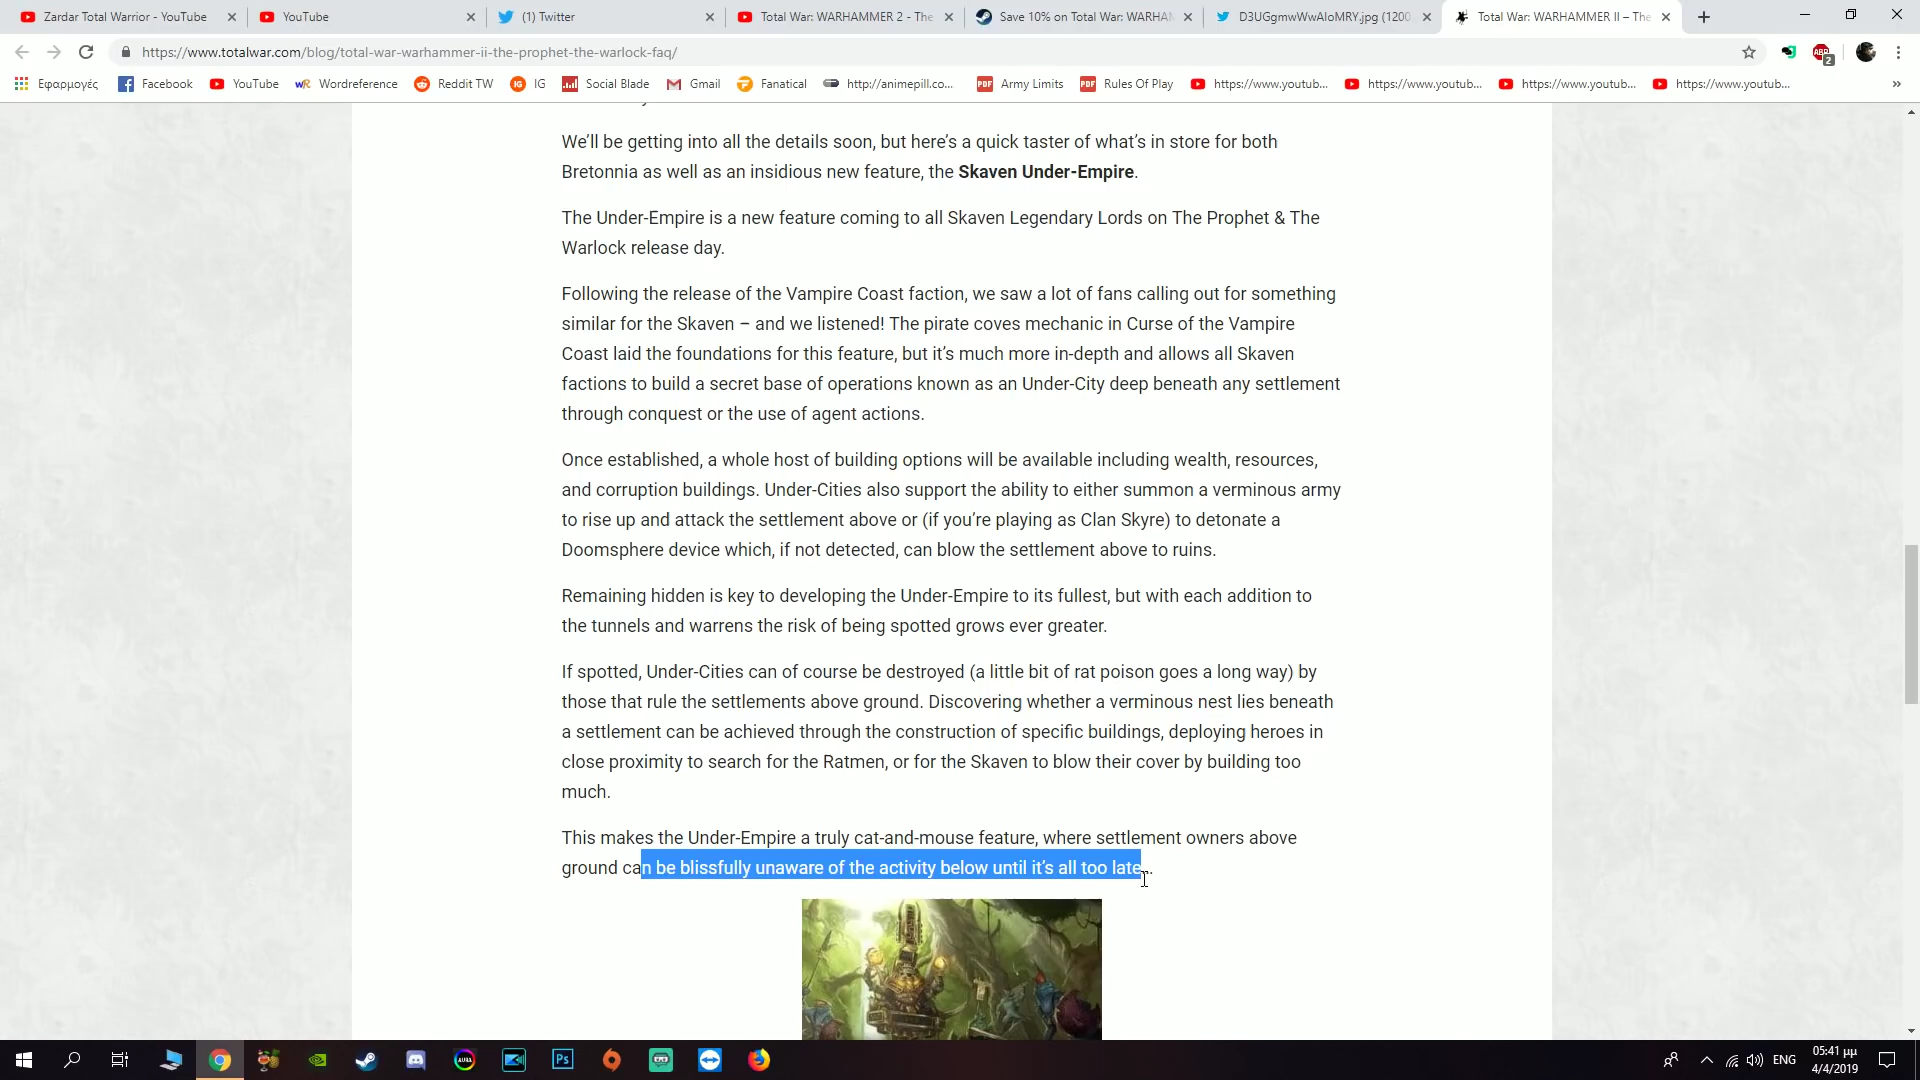 Zardar Total Warrior - YouTube
YouTube
(1) Twitter
Total War: WARHAMMER 2 - The
Save 10% on Total War: WARHA
D3UGgmwWwAIoMRY.jpg (1200
Total War: WARHAMMER II – The
https://www.totalwar.com/blog/total-war-warhammer-ii-the-prophet-the-warlock-faq/
ABP
2
Εφαρμογές
Facebook
YouTube
WR Wordreference
Reddit TW
IG IG
Social Blade
Gmail
Fanatical
http://animepill.co...
PDF Army Limits
PDF Rules Of Play
https://www.youtub...
https://www.youtub...
https://www.youtub...
https://www.youtub...
We’ll be getting into all the details soon, but here’s a quick taster of what’s in store for both
Bretonnia as well as an insidious new feature, the Skaven Under-Empire.
The Under-Empire is a new feature coming to all Skaven Legendary Lords on The Prophet & The
Warlock release day.
Following the release of the Vampire Coast faction, we saw a lot of fans calling out for something
similar for the Skaven – and we listened! The pirate coves mechanic in Curse of the Vampire
Coast laid the foundations for this feature, but it’s much more in-depth and allows all Skaven
factions to build a secret base of operations known as an Under-City deep beneath any settlement
through conquest or the use of agent actions.
Once established, a whole host of building options will be available including wealth, resources,
and corruption buildings. Under-Cities also support the ability to either summon a verminous army
to rise up and attack the settlement above or (if you’re playing as Clan Skyre) to detonate a
Doomsphere device which, if not detected, can blow the settlement above to ruins.
Remaining hidden is key to developing the Under-Empire to its fullest, but with each addition to
the tunnels and warrens the risk of being spotted grows ever greater.
If spotted, Under-Cities can of course be destroyed (a little bit of rat poison goes a long way) by
those that rule the settlements above ground. Discovering whether a verminous nest lies beneath
a settlement can be achieved through the construction of specific buildings, deploying heroes in
close proximity to search for the Ratmen, or for the Skaven to blow their cover by building too
much.
This makes the Under-Empire a truly cat-and-mouse feature, where settlement owners above
ground can be blissfully unaware of the activity below until it’s all too late...
AURA
Ps
ENG
05:41 μμ
4/4/2019